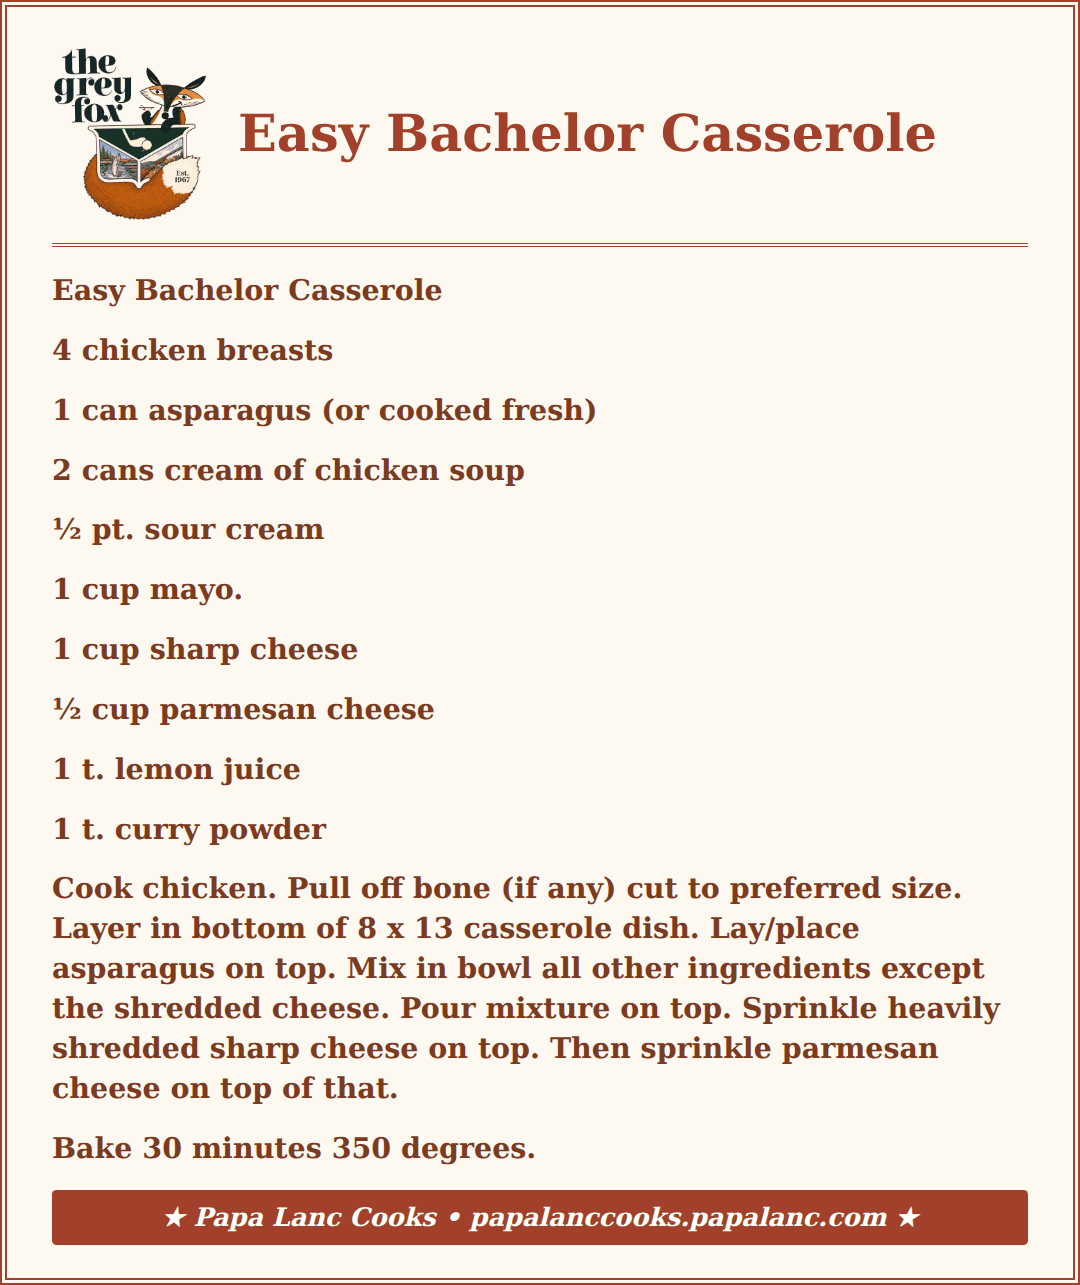 the
grey
fox
Est.
1967
Easy Bachelor Casserole
Easy Bachelor Casserole
4 chicken breasts
1 can asparagus (or cooked fresh)
2 cans cream of chicken soup
½ pt. sour cream
1 cup mayo.
1 cup sharp cheese
½ cup parmesan cheese
1 t. lemon juice
1 t. curry powder
Cook chicken. Pull off bone (if any) cut to preferred size.
Layer in bottom of 8 x 13 casserole dish. Lay/place
asparagus on top. Mix in bowl all other ingredients except
the shredded cheese. Pour mixture on top. Sprinkle heavily
shredded sharp cheese on top. Then sprinkle parmesan
cheese on top of that.
Bake 30 minutes 350 degrees.
★ Papa Lanc Cooks • papalanccooks.papalanc.com ★